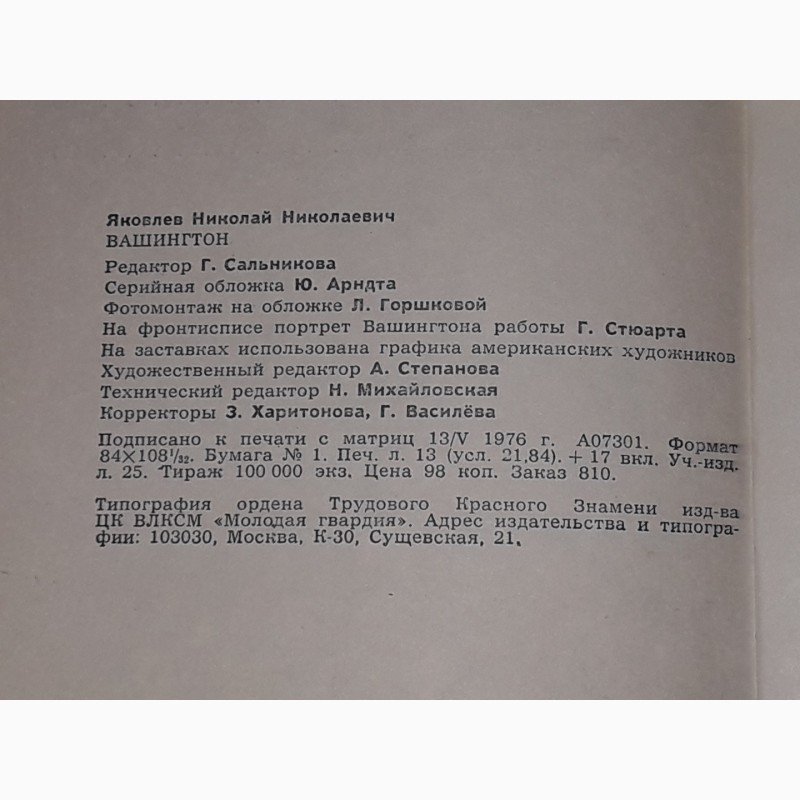 Яковлев Николай Николаевич
ВАШИНГТОН
Редактор Г. Сальникова
Серийная обложка Ю. Арндта
Фотомонтаж на обложке Л. Горшковой
На фронтисписе портрет Вашингтона работы Г. Стюарта
На заставках использована графика американских художников
Художественный редактор А. Степанова
Технический редактор Н. Михайловская
Корректоры З. Харитонова, Г. Василёва
Подписано к печати с матриц 13/V 1976 г. А07301. Формат
84×108¹/₃₂. Бумага № 1. Печ. л. 13 (усл. 21,84). + 17 вкл. Уч.-изд.
л. 25. Тираж 100 000 экз. Цена 98 коп. Заказ 810.
Типография ордена Трудового Красного Знамени изд-ва
ЦК ВЛКСМ «Молодая гвардия». Адрес издательства и типогра-
фии: 103030, Москва, К-30, Сущевская, 21.